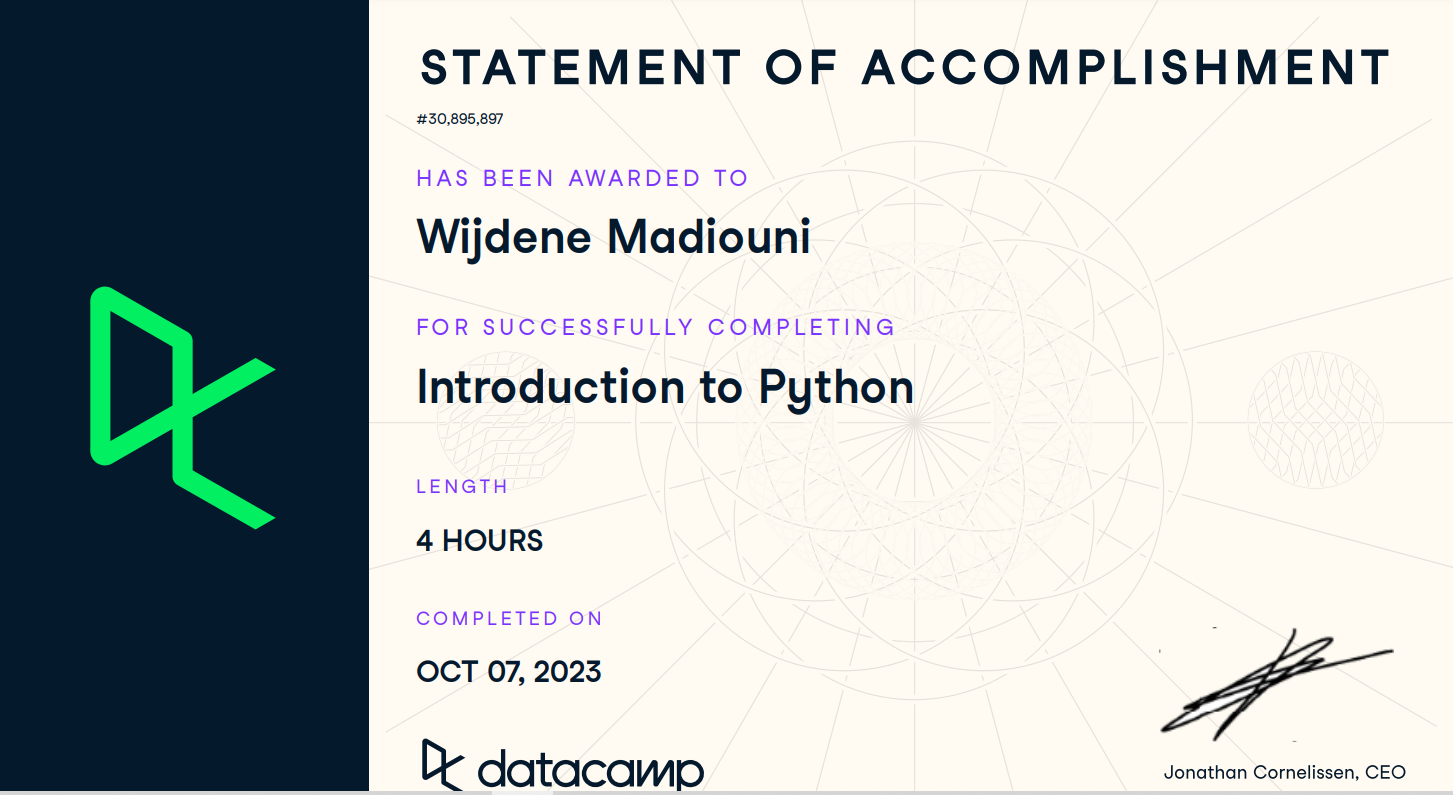 STATEMENT OF ACCOMPLISHMENT
#30,895,897
HAS BEEN AWARDED TO
Wijdene Madiouni
FOR SUCCESSFULLY COMPLETING
Introduction to Python
LENGTH
4 HOURS
COMPLETED ON
OCT 07, 2023
datacamp
Jonathan Cornelissen, CEO